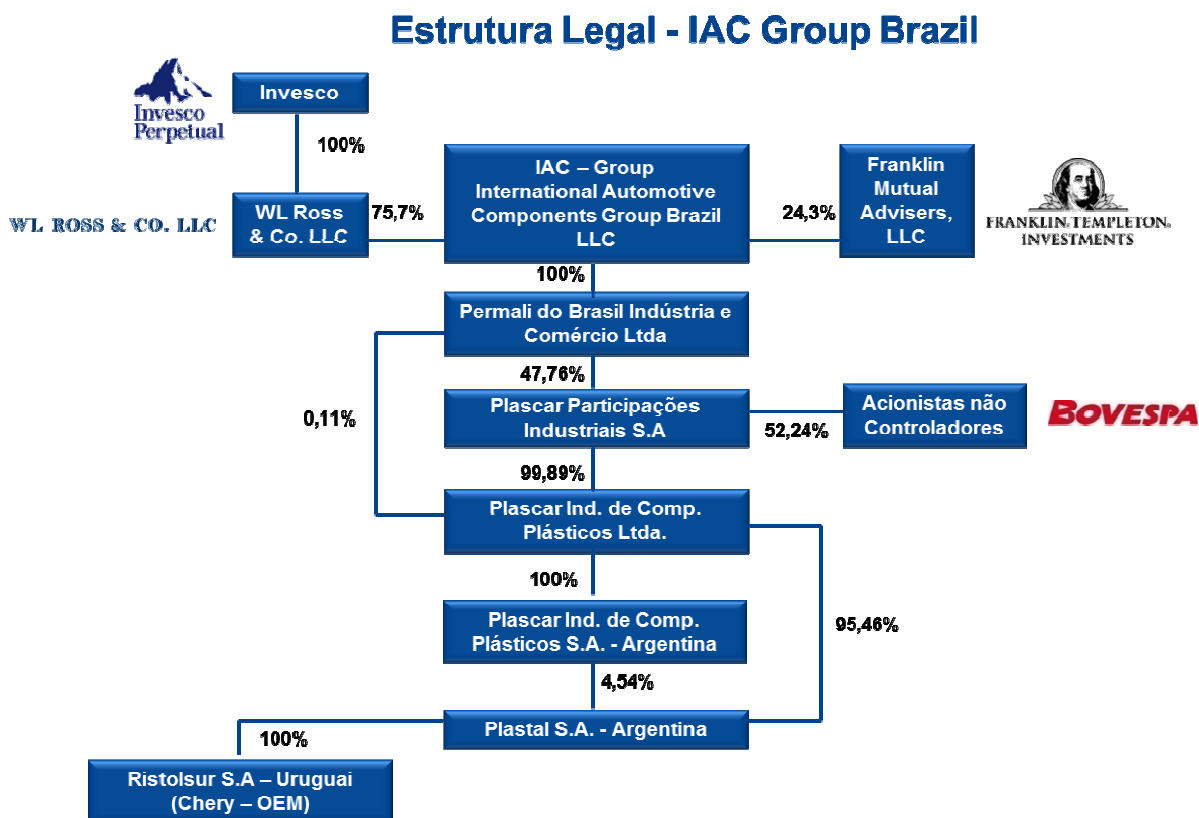 Estrutura Legal - IAC Group Brazil
Invesco
Perpetual
Invesco
100%
WL ROSS & CO. LLC
WL Ross
& Co. LLC
75,7%
IAC – Group
International Automotive
Components Group Brazil
LLC
24,3%
Franklin
Mutual
Advisers,
LLC
FRANKLIN TEMPLETON
INVESTMENTS
100%
Permali do Brasil Indústria e
Comércio Ltda
47,76%
0,11%
Plascar Participações
Industriais S.A
52,24%
Acionistas não
Controladores
BOVESPA
99,89%
Plascar Ind. de Comp.
Plásticos Ltda.
100%
95,46%
Plascar Ind. de Comp.
Plásticos S.A. - Argentina
4,54%
Plastal S.A. - Argentina
100%
Ristolsur S.A – Uruguai
(Chery – OEM)